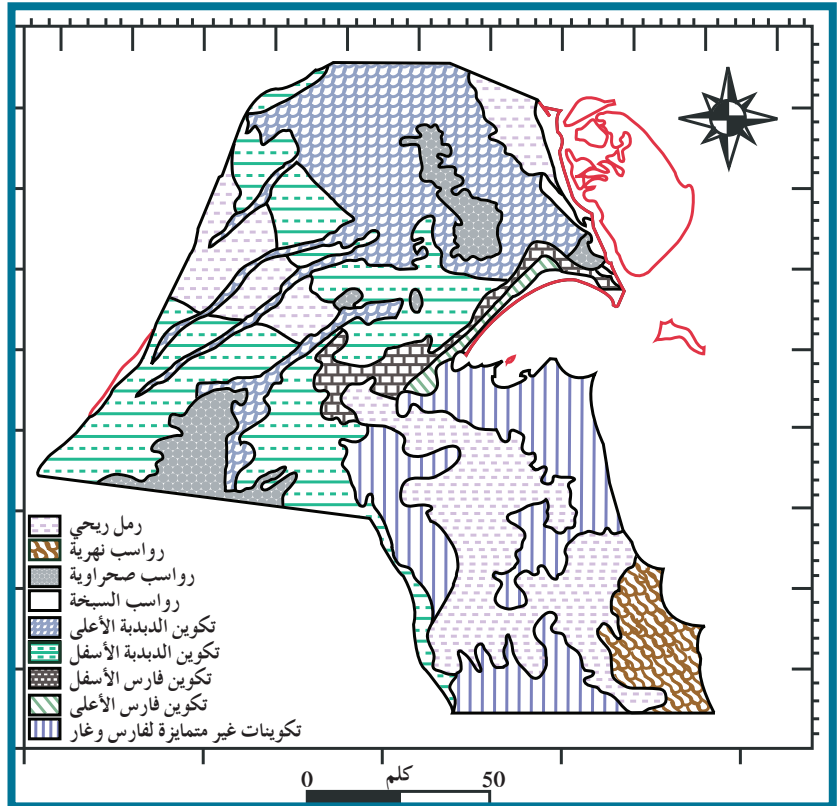 رمل ريحي
رواسب نهرية
رواسب صحراوية
رواسب السبخة
تكوين الدبدبة الأعلى
تكوين الدبدبة الأسفل
تكوين فارس الأسفل
تكوين فارس الأعلى
تكوينات غير متمايزة لفارس وغار
0 كلم 50